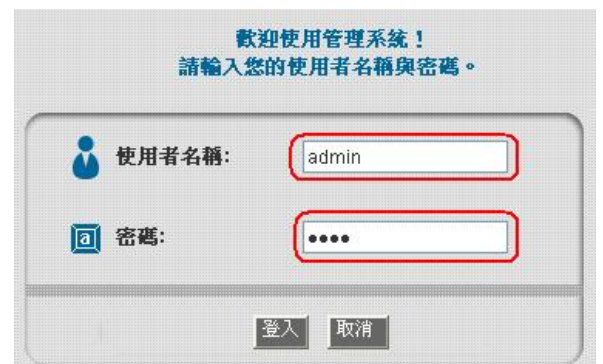 歡迎使用管理系統！
請輸入您的使用者名稱與密碼。
使用者名稱: admin
a 密碼: ••••
登入 取消